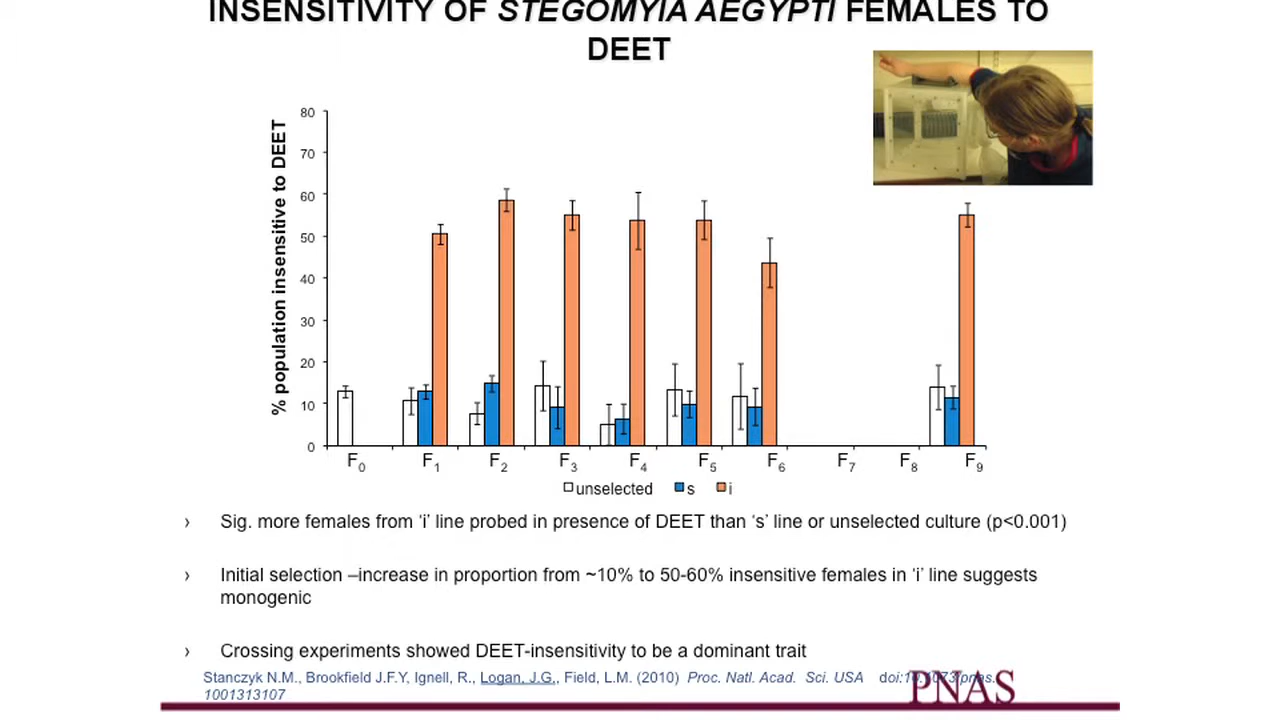 INSENSITIVITY OF STEGOMYIA AEGYPTI FEMALES TO
DEET
% population insensitive to DEET
80
70
60
50
40
30
20
10
0
F0 F1 F2 F3 F4 F5 F6 F7 F8 F9
unselected s i
› Sig. more females from ‘i’ line probed in presence of DEET than ‘s’ line or unselected culture (p<0.001)
› Initial selection –increase in proportion from ~10% to 50-60% insensitive females in ‘i’ line suggests
monogenic
› Crossing experiments showed DEET-insensitivity to be a dominant trait
Stanczyk N.M., Brookfield J.F.Y, Ignell, R., Logan, J.G., Field, L.M. (2010) Proc. Natl. Acad. Sci. USA doi:10.1073/pnas.
1001313107
PNAS